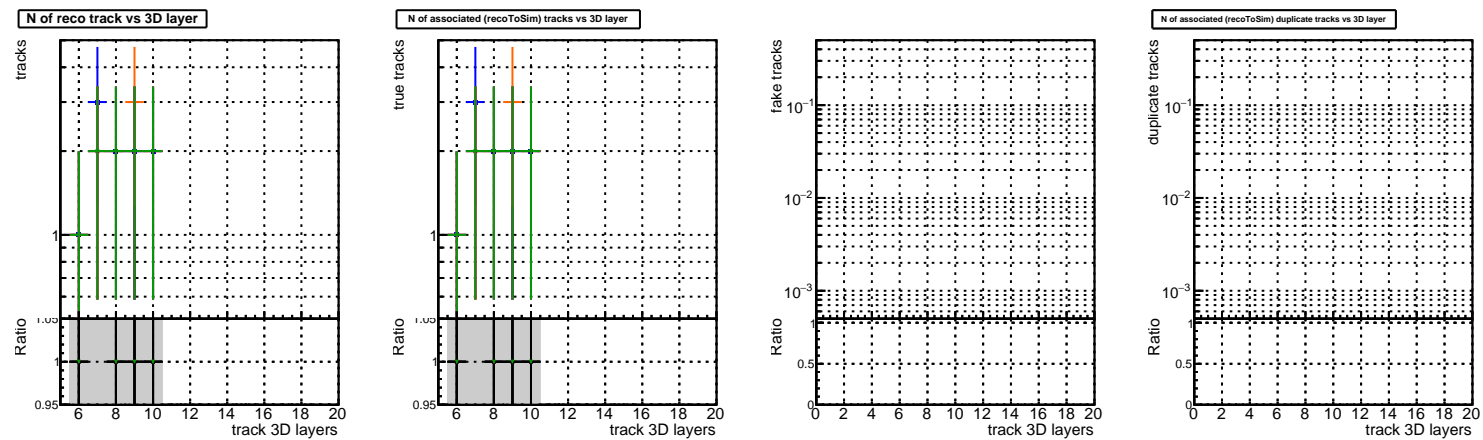 N of reco track vs 3D layer
tracks
1
Ratio
1.05
1
0.95
6 8 10 12 14 16 18 20
track 3D layers
N of associated (recoToSim) tracks vs 3D layer
true tracks
1
Ratio
1.05
1
0.95
6 8 10 12 14 16 18 20
track 3D layers
fake tracks
10−1
10−2
10−3
Ratio
1
0.5
0
0 2 4 6 8 10 12 14 16 18 20
track 3D layers
N of associated (recoToSim) duplicate tracks vs 3D layer
duplicate tracks
10−1
10−2
10−3
Ratio
1
0.5
0
0 2 4 6 8 10 12 14 16 18 20
track 3D layers